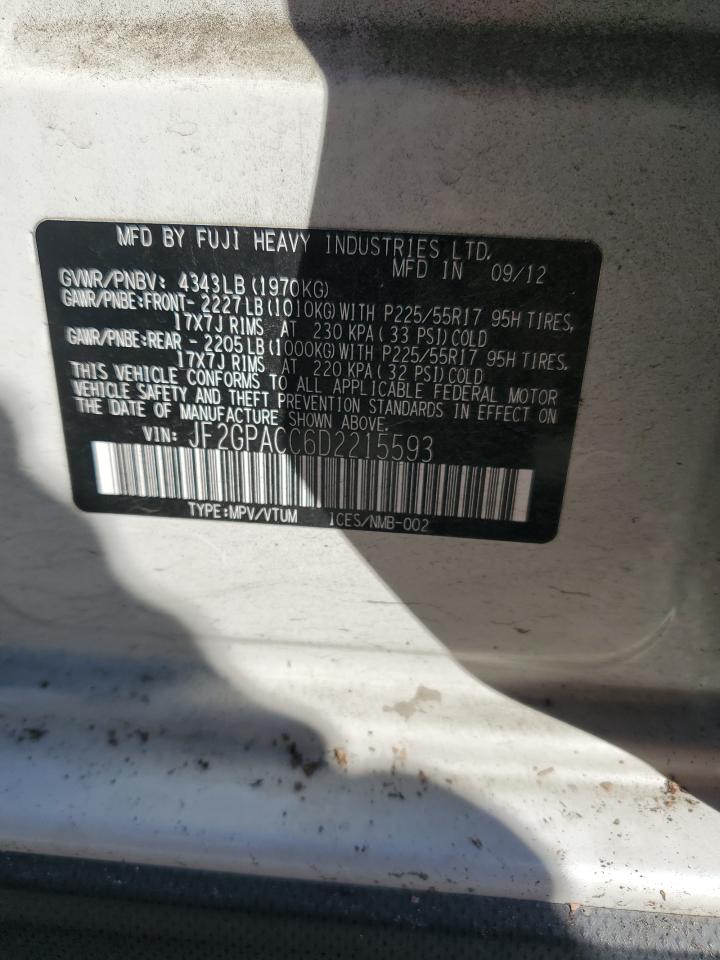 MFD BY FUJI HEAVY INDUSTRIES LTD.
MFD IN 09/12
GVWR/PNBV: 4343LB (1970KG)
GAWR/PNBE:FRONT- 2227LB (1010KG) WITH P225/55R17 95H TIRES,
17X7J RIMS AT 230 KPA (33 PSI) COLD
GAWR/PNBE:REAR - 2205LB (1000KG) WITH P225/55R17 95H TIRES,
17X7J RIMS AT 220 KPA (32 PSI) COLD
THIS VEHICLE CONFORMS TO ALL APPLICABLE FEDERAL MOTOR
VEHICLE SAFETY AND THEFT PREVENTION STANDARDS IN EFFECT ON
THE DATE OF MANUFACTURE SHOWN ABOVE.
VIN: JF2GPACC6D2215593
TYPE:MPV/VTUM ICES/NMB-002